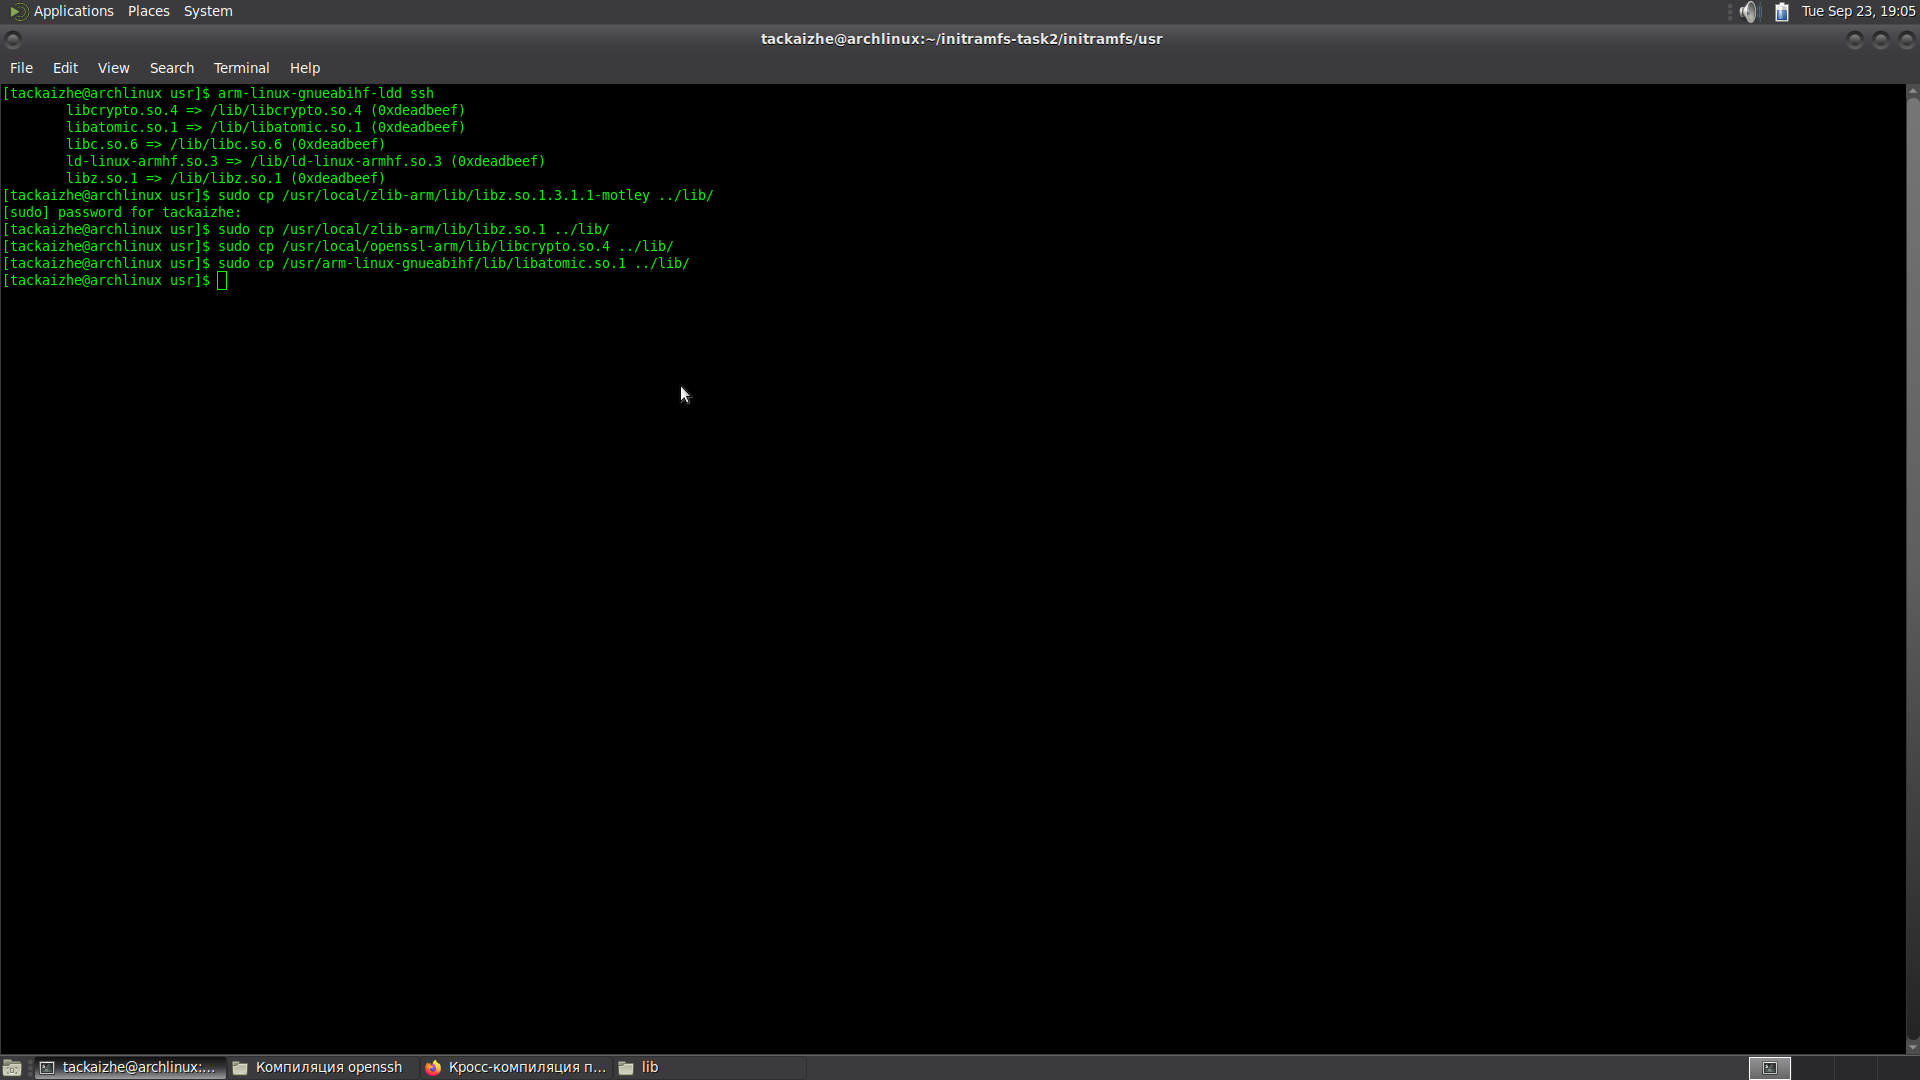 Applications Places System Tue Sep 23, 19:05
tackaizhe@archlinux:~/initramfs-task2/initramfs/usr
File Edit View Search Terminal Help
[tackaizhe@archlinux usr]$ arm-linux-gnueabihf-ldd ssh
libcrypto.so.4 => /lib/libcrypto.so.4 (0xdeadbeef)
libatomic.so.1 => /lib/libatomic.so.1 (0xdeadbeef)
libc.so.6 => /lib/libc.so.6 (0xdeadbeef)
ld-linux-armhf.so.3 => /lib/ld-linux-armhf.so.3 (0xdeadbeef)
libz.so.1 => /lib/libz.so.1 (0xdeadbeef)
[tackaizhe@archlinux usr]$ sudo cp /usr/local/zlib-arm/lib/libz.so.1.3.1.1-motley ../lib/
[sudo] password for tackaizhe:
[tackaizhe@archlinux usr]$ sudo cp /usr/local/zlib-arm/lib/libz.so.1 ../lib/
[tackaizhe@archlinux usr]$ sudo cp /usr/local/openssl-arm/lib/libcrypto.so.4 ../lib/
[tackaizhe@archlinux usr]$ sudo cp /usr/arm-linux-gnueabihf/lib/libatomic.so.1 ../lib/
[tackaizhe@archlinux usr]$
tackaizhe@archlinux:... Компиляция openssh Кросс-компиляция п... lib